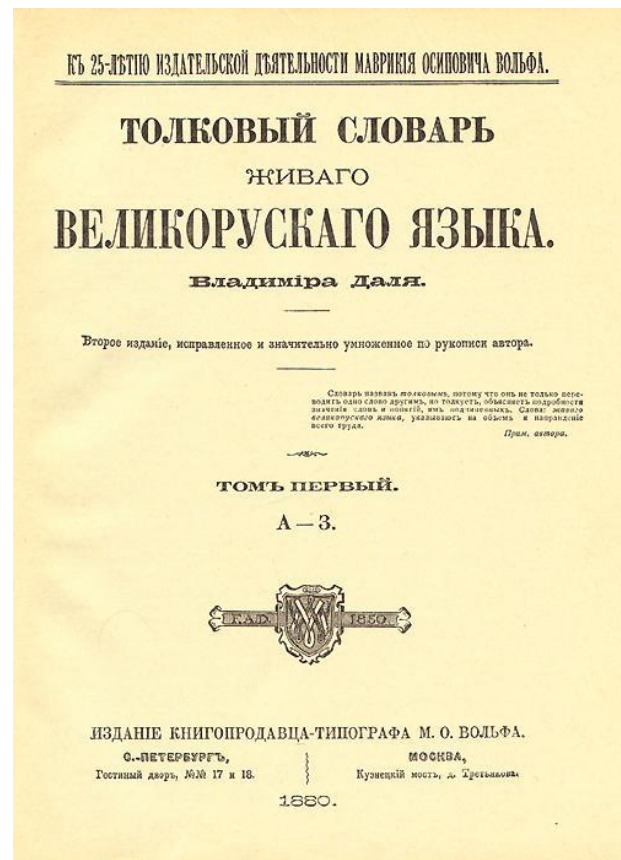 КЪ 25-ЛѢТІЮ ИЗДАТЕЛЬСКОЙ ДѢЯТЕЛЬНОСТИ МАВРИКІЯ ОСИПОВИЧА ВОЛЬФА.
ТОЛКОВЫЙ СЛОВАРЬ
ЖИВАГО
ВЕЛИКОРУСКАГО ЯЗЫКА.
Владиміра Даля.
Второе изданіе, исправленное и значительно умноженное по рукописи автора.
Словарь названъ толковымъ, потому что онъ не только пере-
водитъ одно слово другимъ, но толкуетъ, объясняетъ подробности
значенія словъ и понятій, имъ подчиненныхъ. Слова: живаго
великорускаго языка, указываютъ на объемъ и направленіе
всего труда.
Прим. автора.
ТОМЪ ПЕРВЫЙ.
А — З.
F.A.D. 1850.
ИЗДАНІЕ КНИГОПРОДАВЦА-ТИПОГРАФА М. О. ВОЛЬФА.
С.-ПЕТЕРБУРГЪ, МОСКВА,
Гостиный дворъ, №№ 17 и 18. Кузнецкій мостъ, д. Третьякова.
1880.